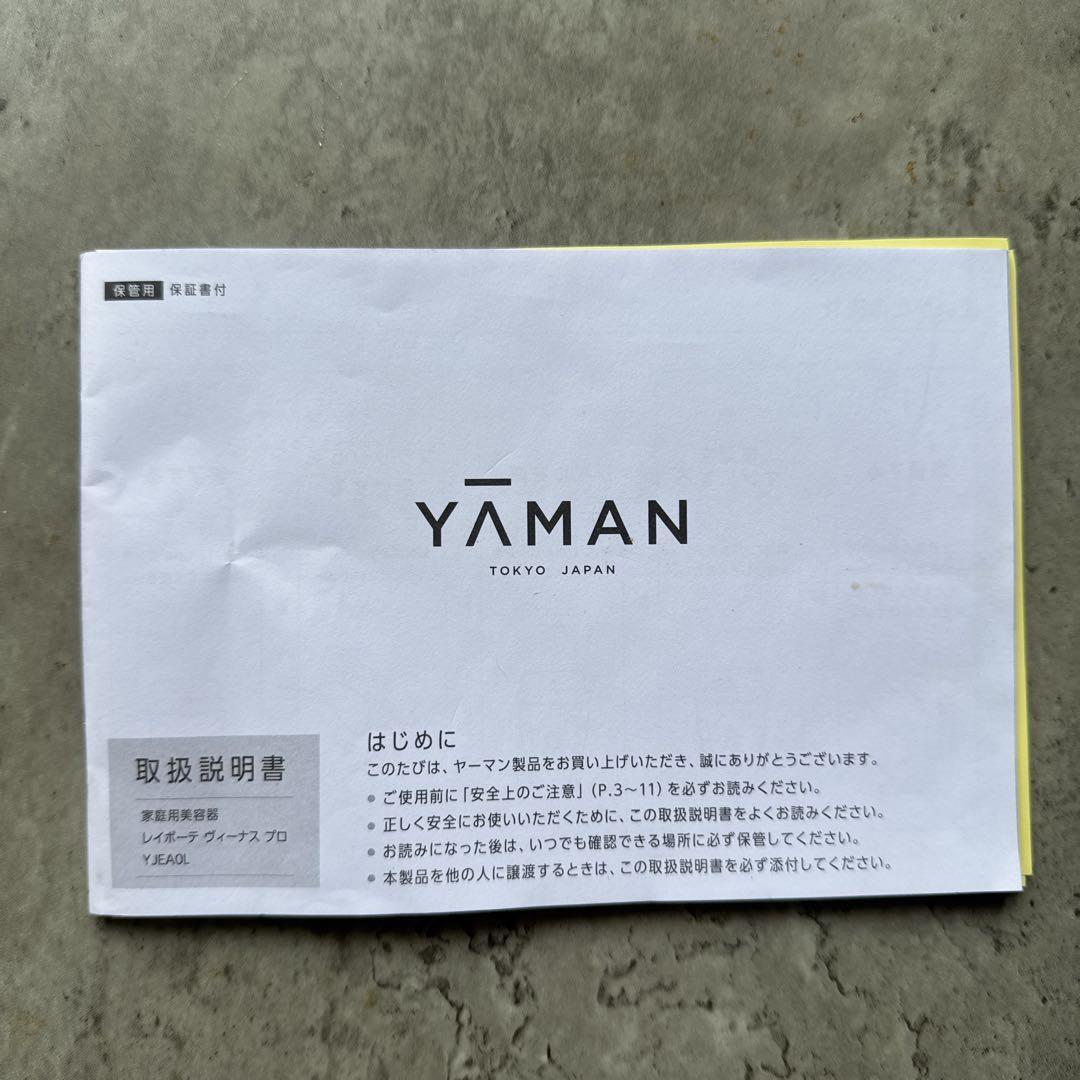 保管用 保証書付
YĀMAN
TOKYO JAPAN
取扱説明書
家庭用美容器
レイボーテ ヴィーナス プロ
YJEA0L
はじめに
このたびは、ヤーマン製品をお買い上げいただき、誠にありがとうございます。
● ご使用前に「安全上のご注意」(P.3〜11)を必ずお読みください。
● 正しく安全にお使いいただくために、この取扱説明書をよくお読みください。
● お読みになった後は、いつでも確認できる場所に必ず保管してください。
● 本製品を他の人に譲渡するときは、この取扱説明書を必ず添付してください。